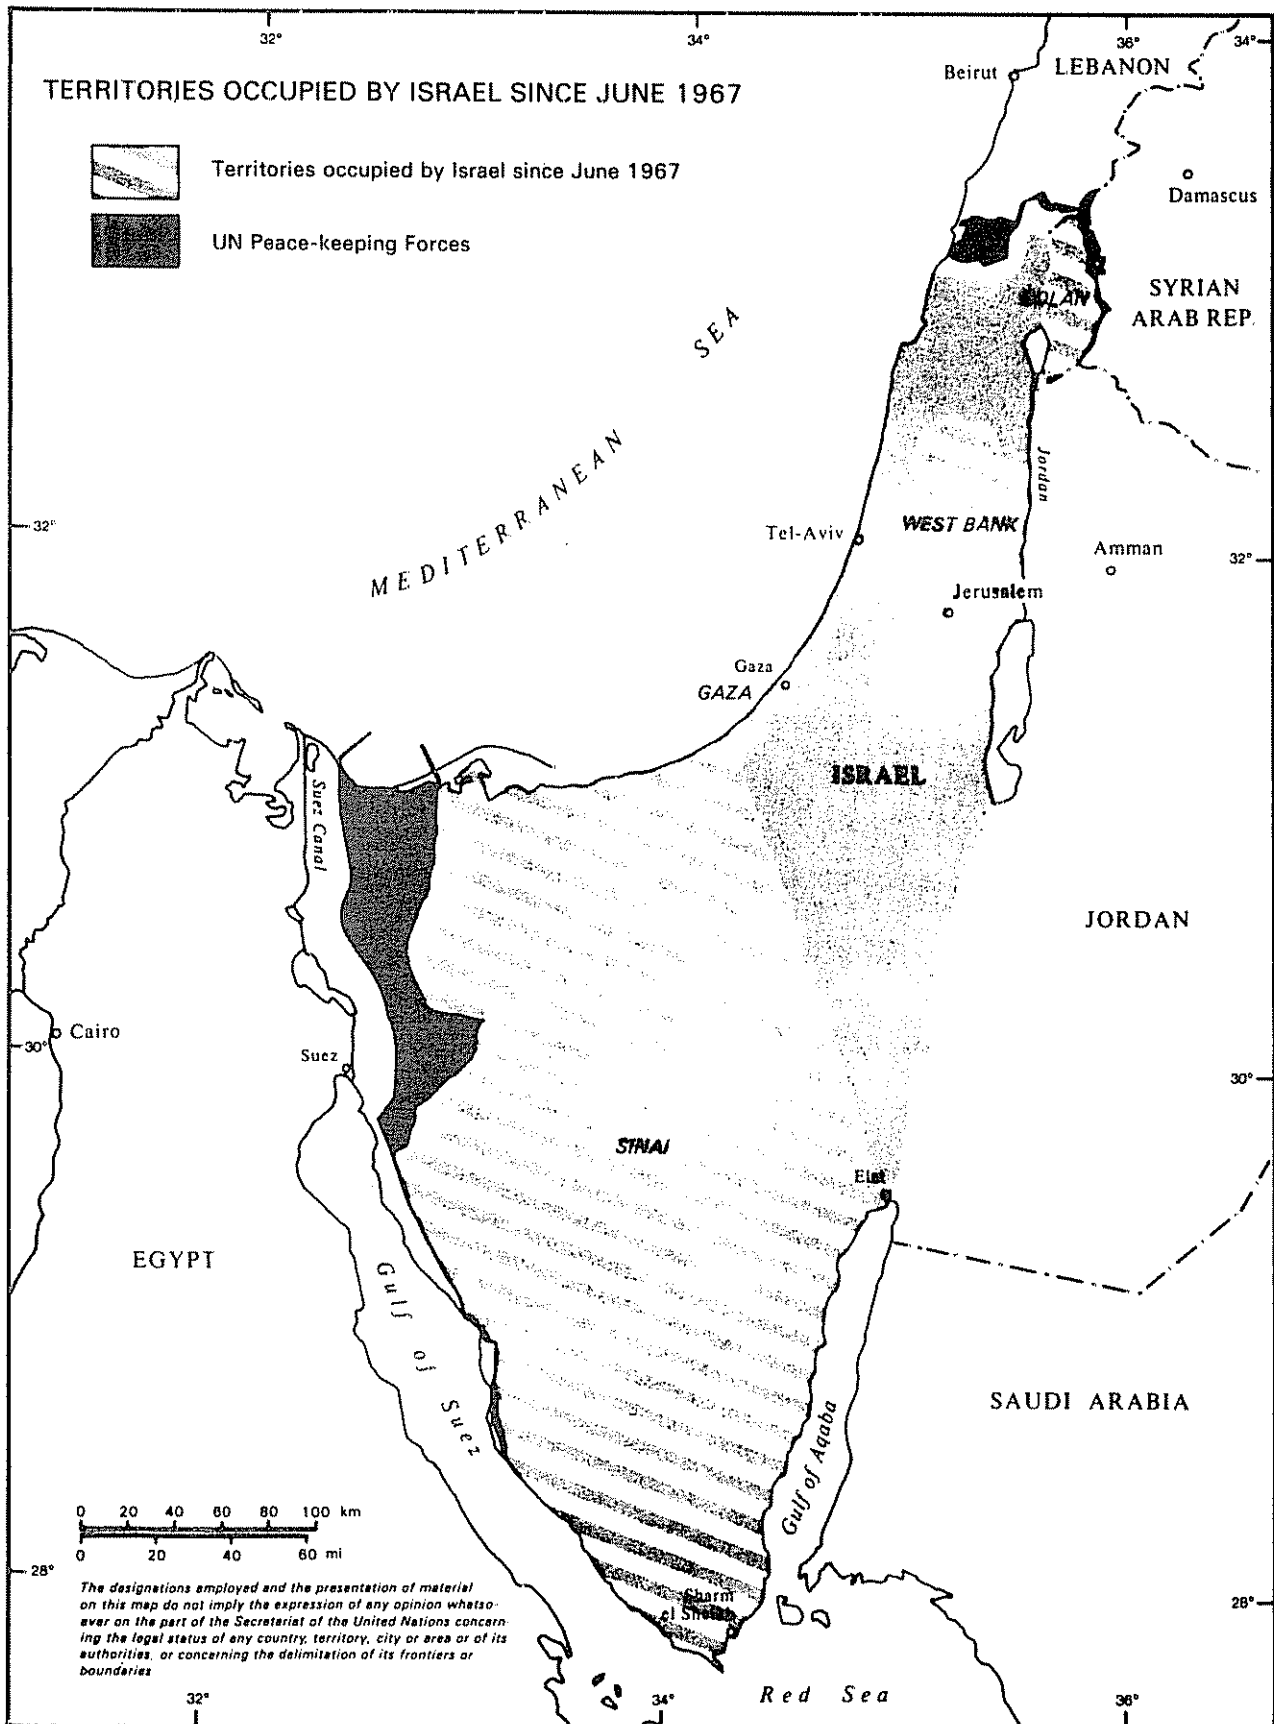 32°
34°
36°
34°
TERRITORIES OCCUPIED BY ISRAEL SINCE JUNE 1967
Territories occupied by Israel since June 1967
UN Peace-keeping Forces
Beirut
LEBANON
Damascus
SYRIAN
ARAB REP.
GOLAN
MEDITERRANEAN SEA
Jordan
32°
Tel-Aviv
WEST BANK
Amman
32°
Jerusalem
Gaza
GAZA
ISRAEL
Suez Canal
JORDAN
Cairo
30°
Suez
30°
SINAI
Elat
EGYPT
Gulf of Suez
Gulf of Aqaba
SAUDI ARABIA
0 20 40 60 80 100 km
0 20 40 60 mi
28°
28°
The designations employed and the presentation of material
on this map do not imply the expression of any opinion whatso-
ever on the part of the Secretariat of the United Nations concern-
ing the legal status of any country, territory, city or area or of its
authorities, or concerning the delimitation of its frontiers or
boundaries
Sharm
el Sheikh
Red Sea
32°
34°
36°